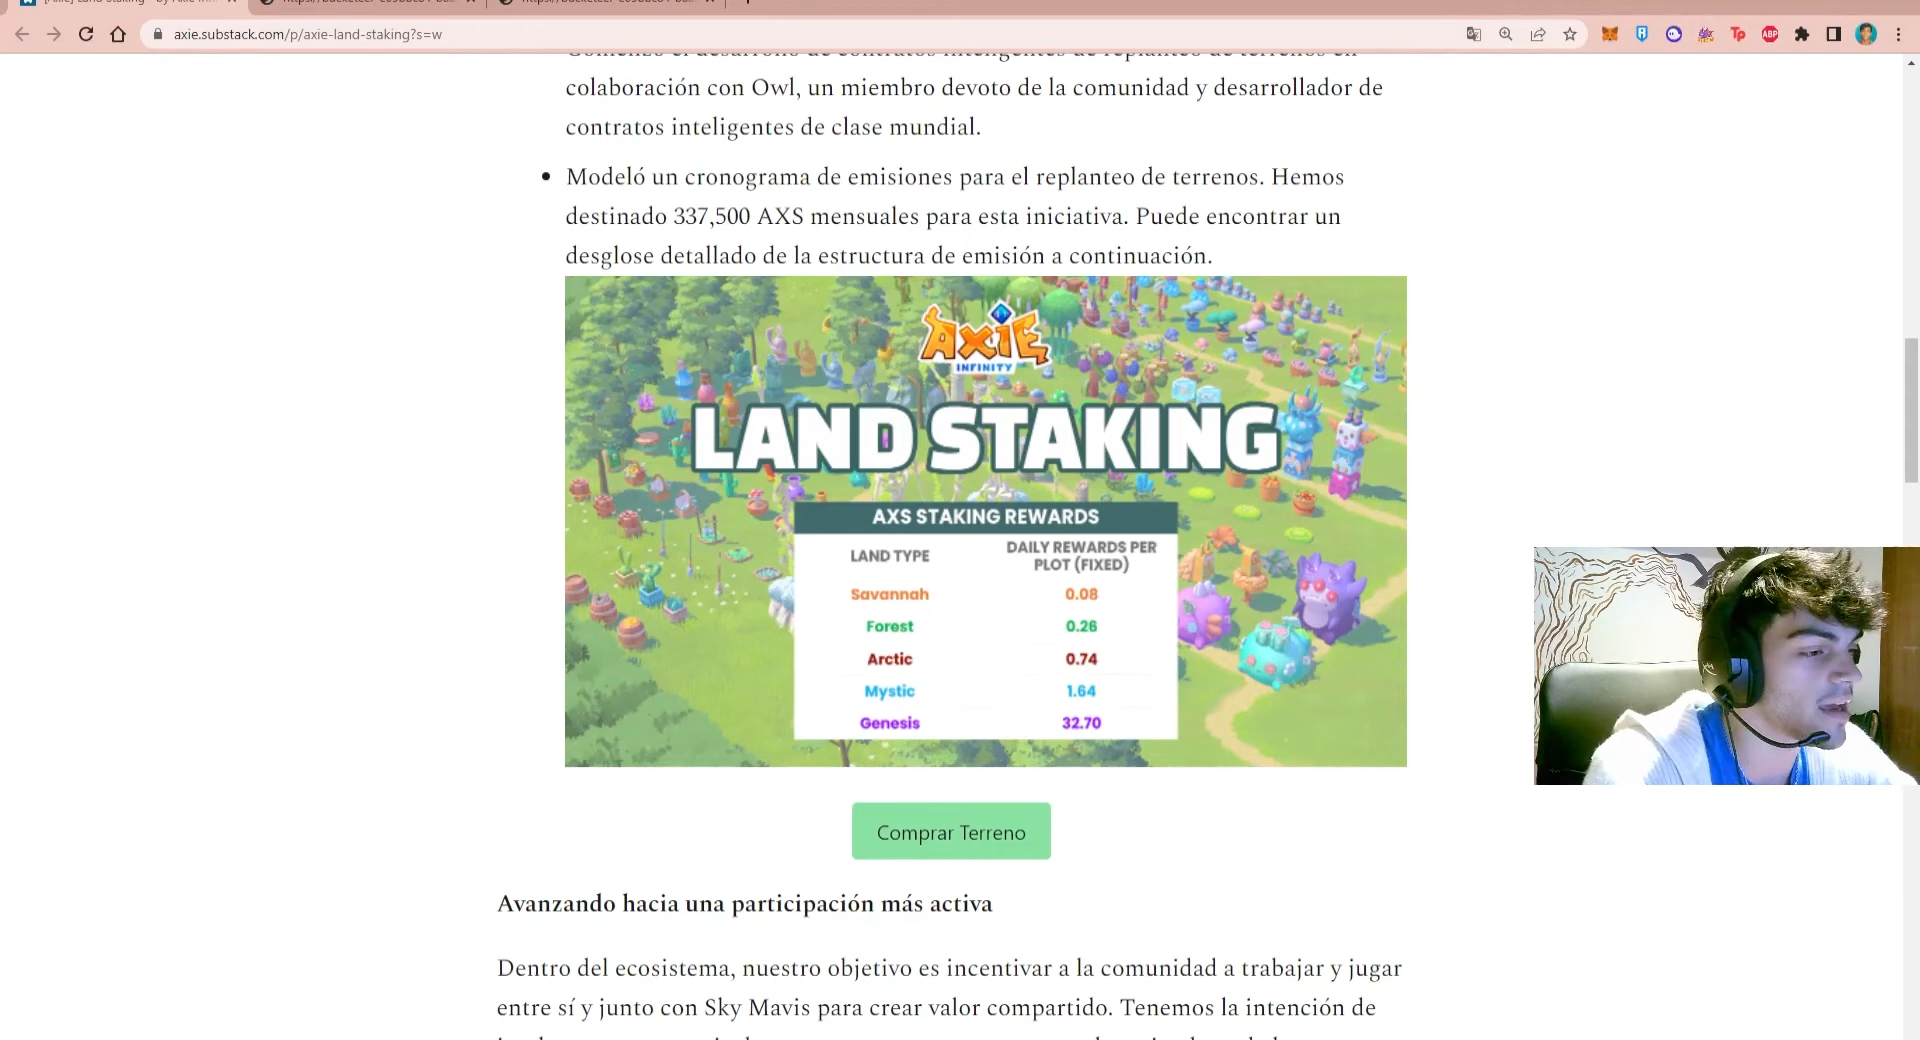 axie.substack.com/p/axie-land-staking?s=w
colaboración con Owl, un miembro devoto de la comunidad y desarrollador de
contratos inteligentes de clase mundial.
• Modeló un cronograma de emisiones para el replanteo de terrenos. Hemos
destinado 337,500 AXS mensuales para esta iniciativa. Puede encontrar un
desglose detallado de la estructura de emisión a continuación.
AXIE
INFINITY
LAND STAKING
AXS STAKING REWARDS
LAND TYPE DAILY REWARDS PER
PLOT (FIXED)
Savannah 0.08
Forest 0.26
Arctic 0.74
Mystic 1.64
Genesis 32.70
Comprar Terreno
Avanzando hacia una participación más activa
Dentro del ecosistema, nuestro objetivo es incentivar a la comunidad a trabajar y jugar
entre sí y junto con Sky Mavis para crear valor compartido. Tenemos la intención de